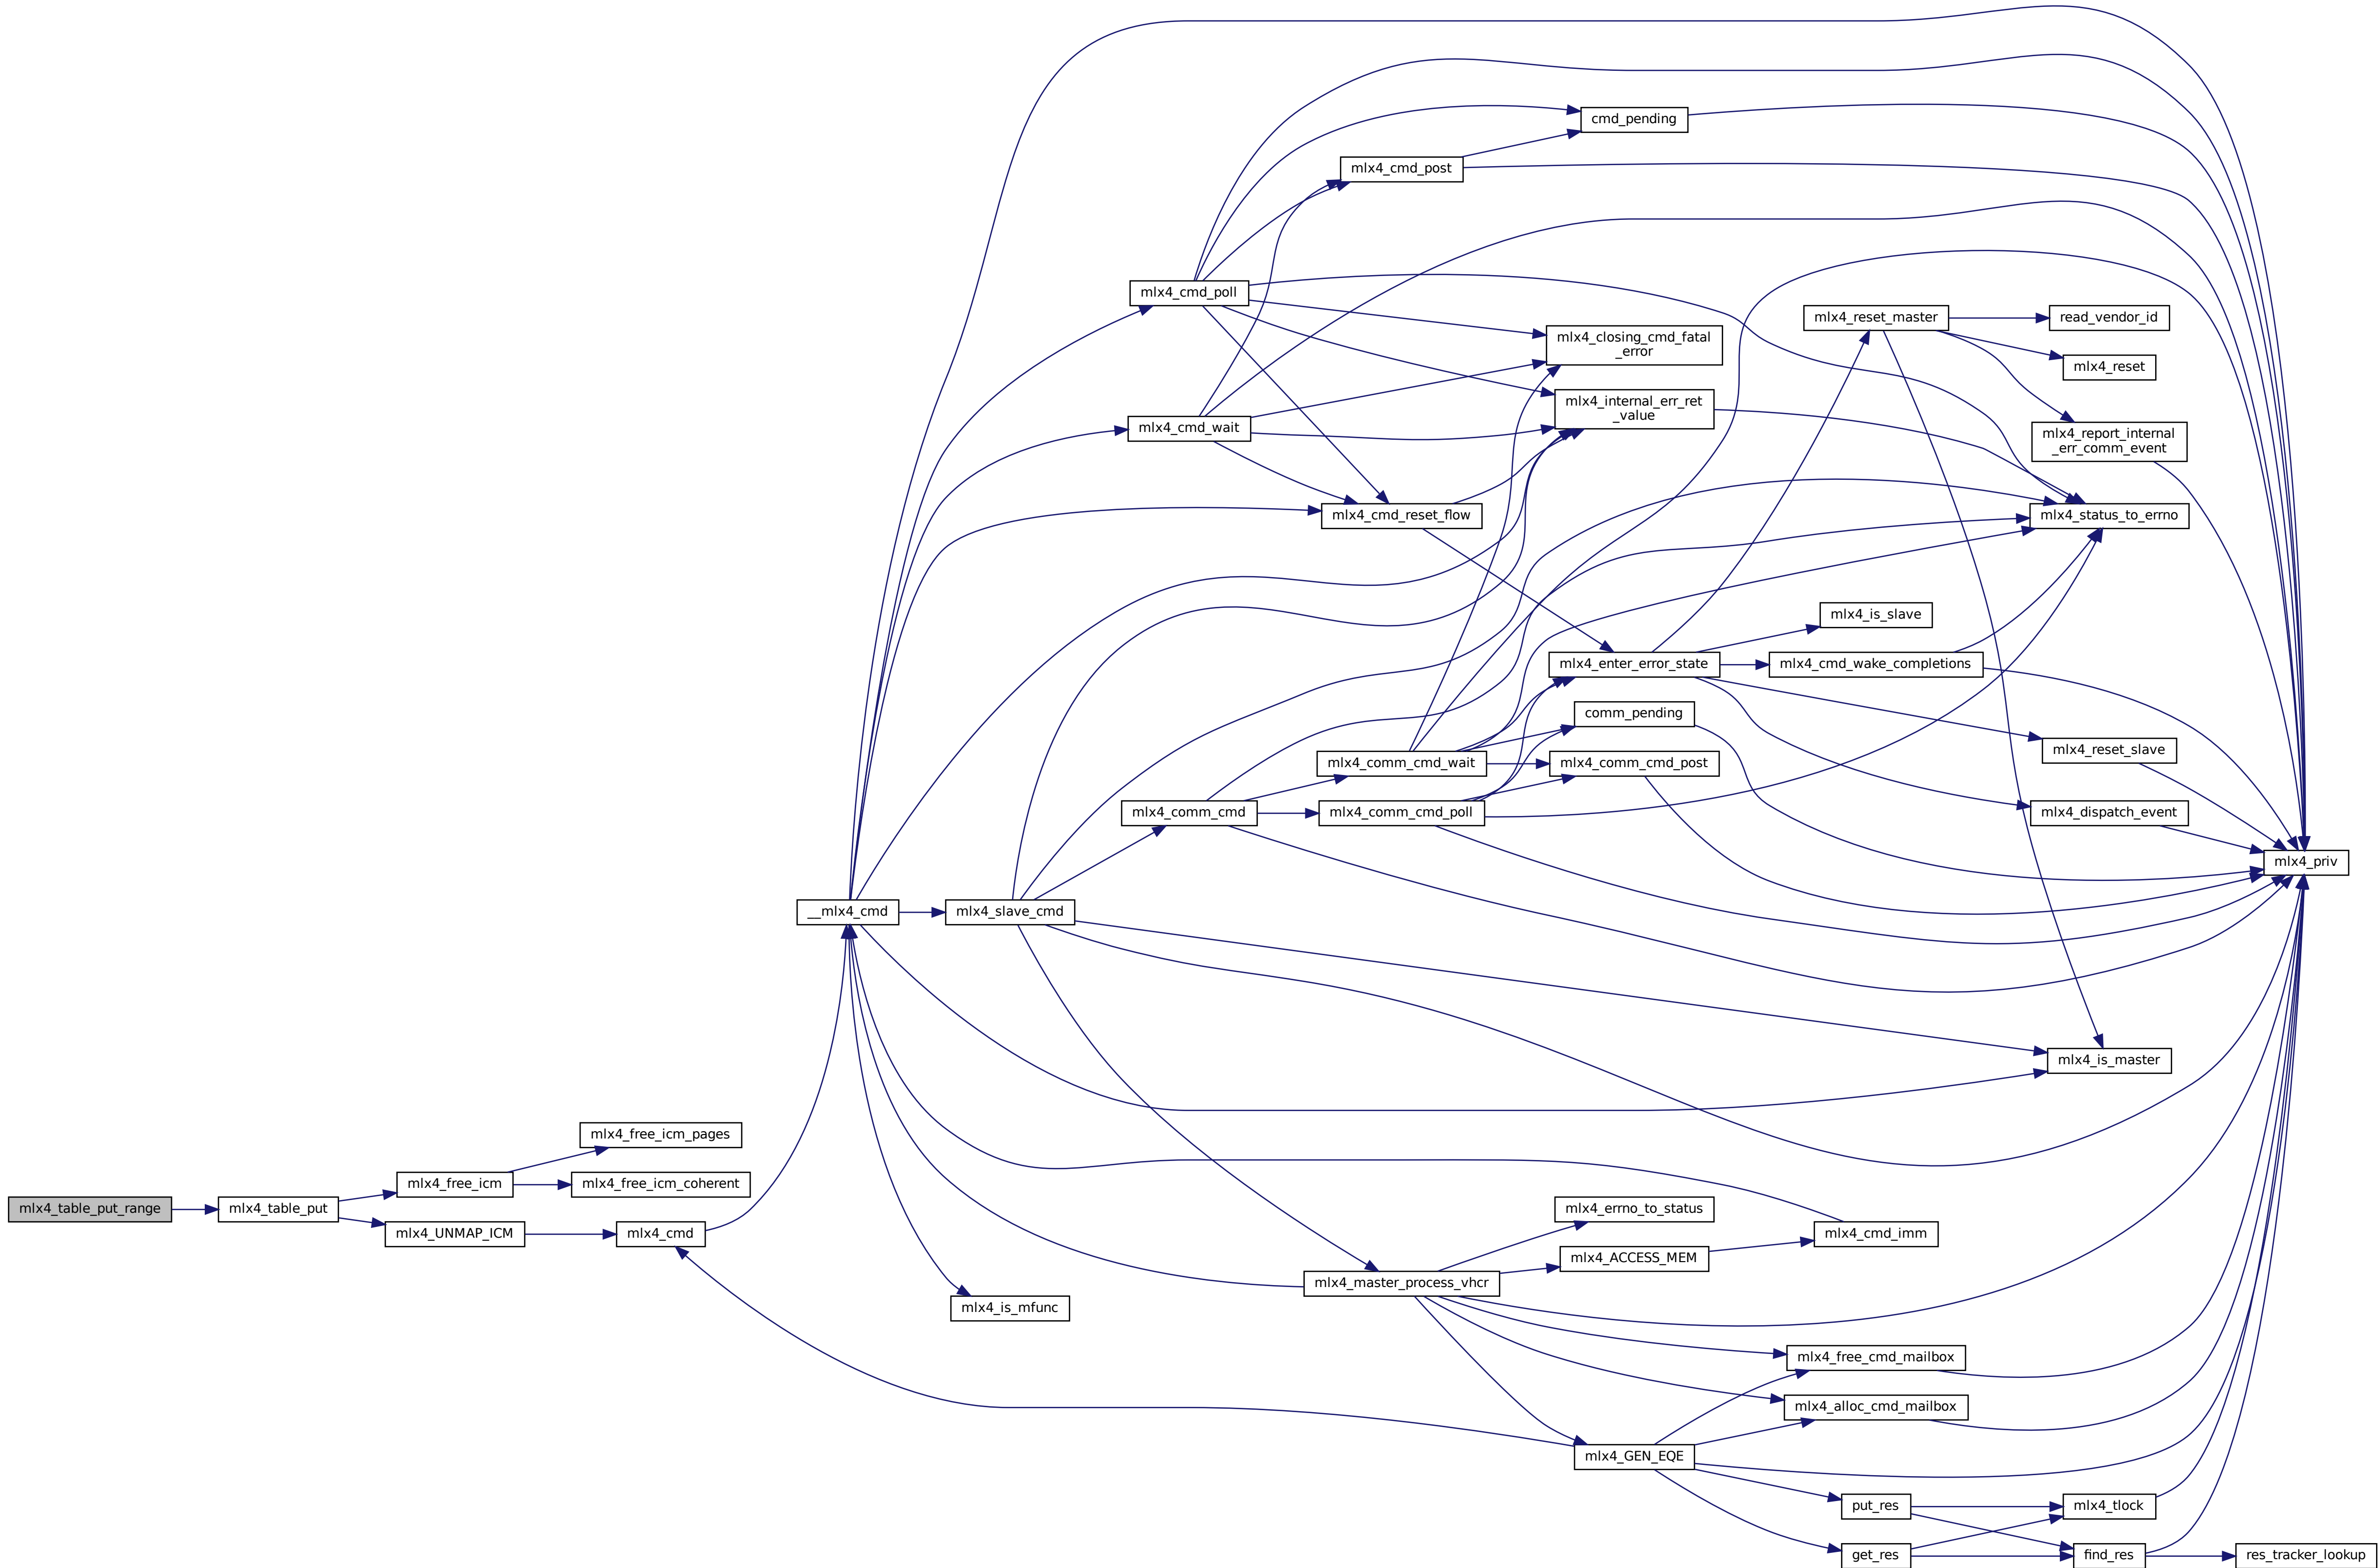 cmd_pending
mlx4_cmd_post
mlx4_cmd_poll
mlx4_reset_master
read_vendor_id
mlx4_closing_cmd_fatal
_error
mlx4_reset
mlx4_internal_err_ret
_value
mlx4_cmd_wait
mlx4_report_internal
_err_comm_event
mlx4_cmd_reset_flow
mlx4_status_to_errno
mlx4_is_slave
mlx4_enter_error_state
mlx4_cmd_wake_completions
comm_pending
mlx4_reset_slave
mlx4_comm_cmd_wait
mlx4_comm_cmd_post
mlx4_comm_cmd
mlx4_comm_cmd_poll
mlx4_dispatch_event
mlx4_priv
__mlx4_cmd
mlx4_slave_cmd
mlx4_is_master
mlx4_free_icm_pages
mlx4_free_icm
mlx4_free_icm_coherent
mlx4_table_put_range
mlx4_table_put
mlx4_errno_to_status
mlx4_UNMAP_ICM
mlx4_cmd
mlx4_cmd_imm
mlx4_ACCESS_MEM
mlx4_master_process_vhcr
mlx4_is_mfunc
mlx4_free_cmd_mailbox
mlx4_alloc_cmd_mailbox
mlx4_GEN_EQE
put_res
mlx4_tlock
get_res
find_res
res_tracker_lookup